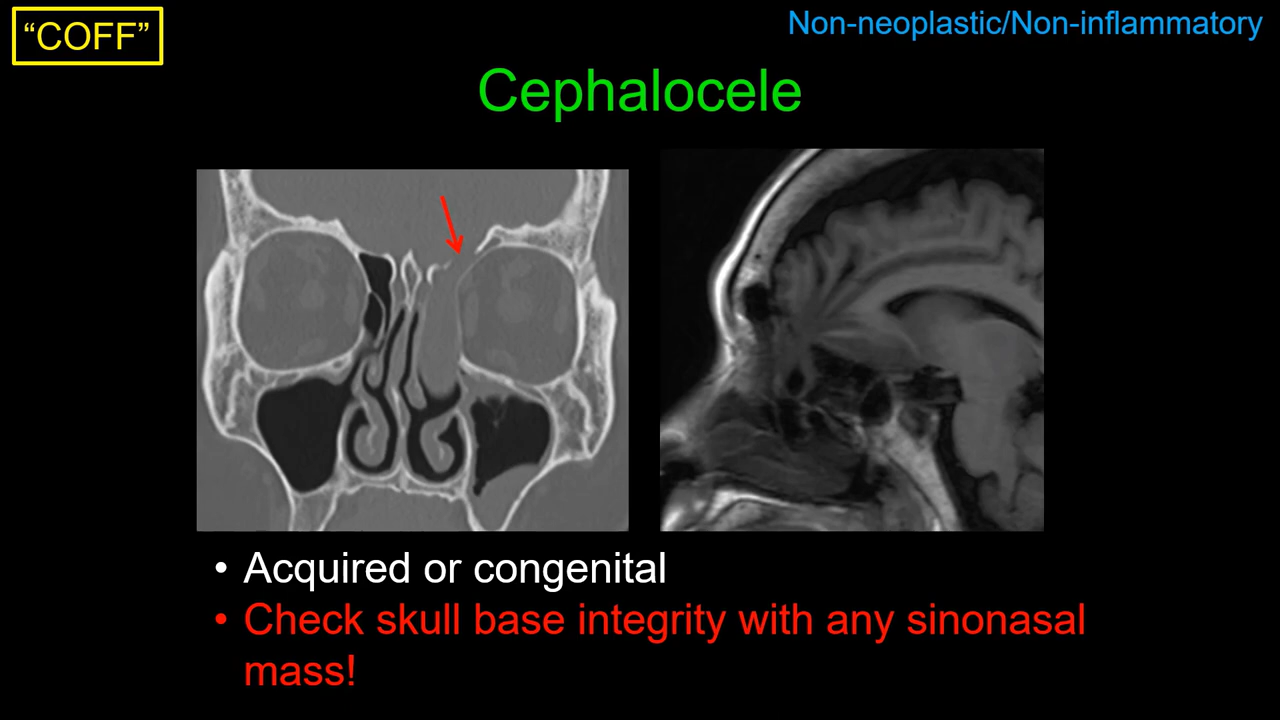 “COFF”
Non-neoplastic/Non-inflammatory
Cephalocele
• Acquired or congenital
• Check skull base integrity with any sinonasal
mass!